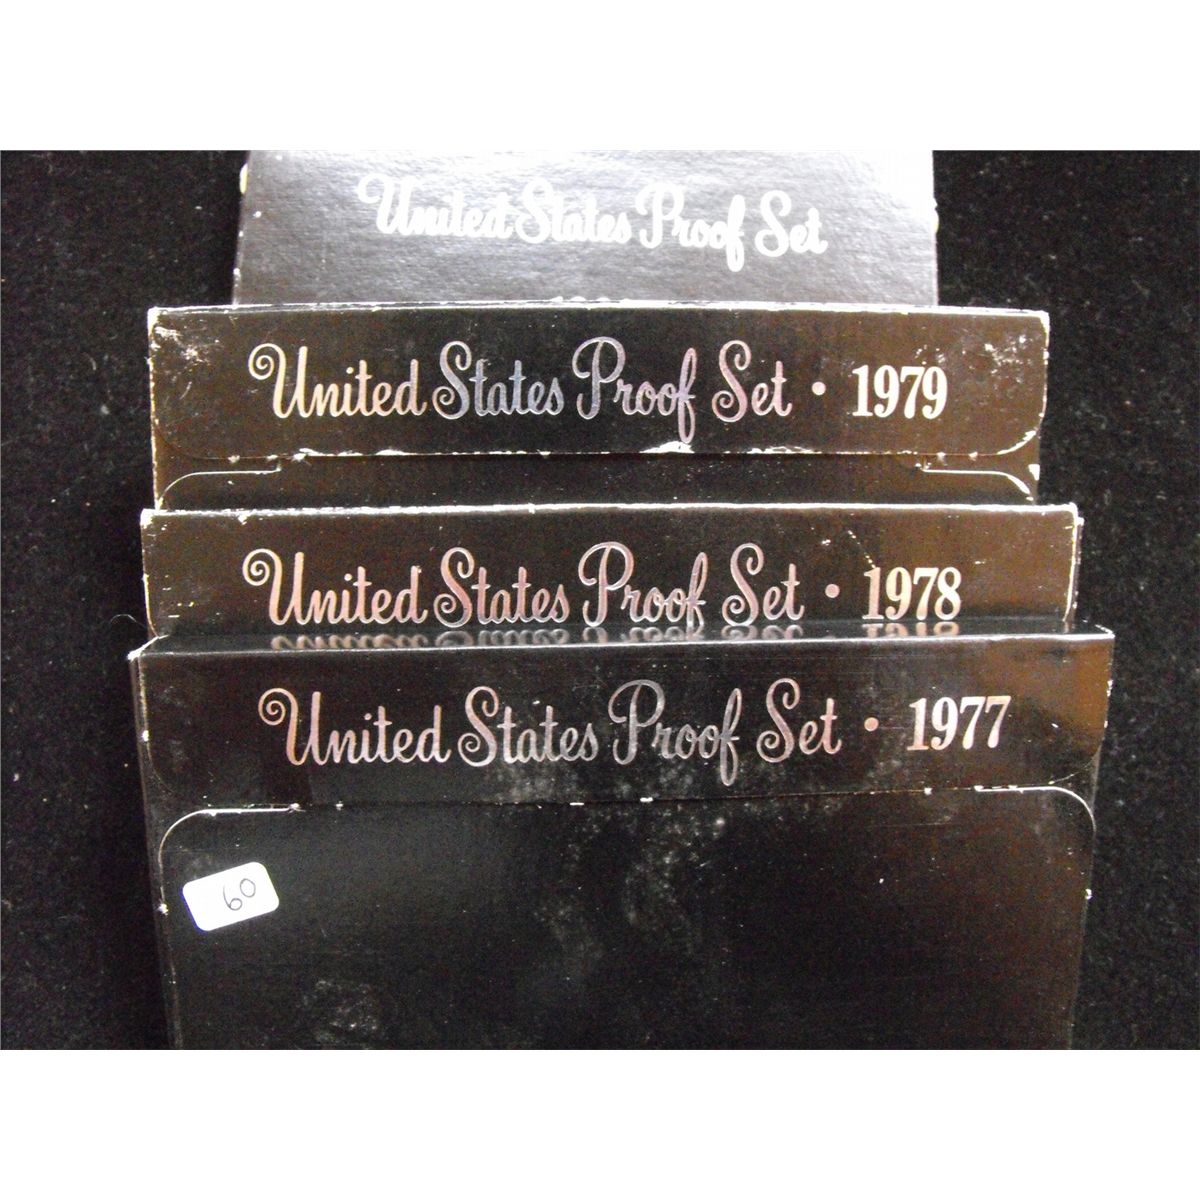 United States Proof Set
United States Proof Set · 1979
United States Proof Set · 1978
United States Proof Set · 1977
60